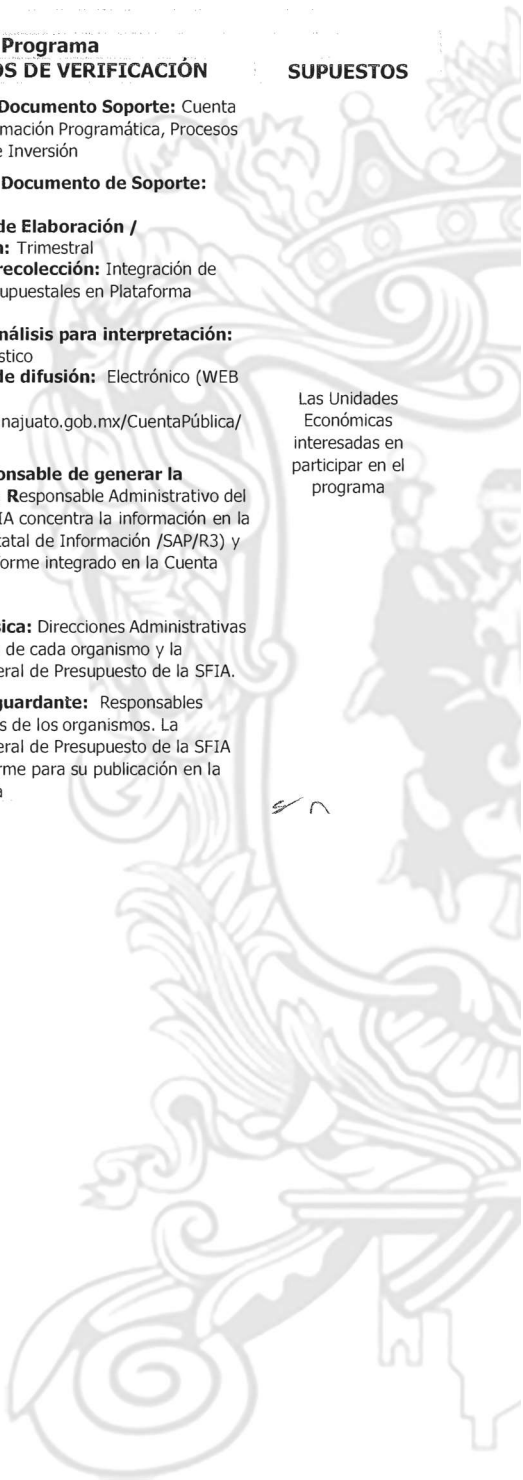 Programa
OS DE VERIFICACIÓN
SUPUESTOS
Documento Soporte: Cuenta
mación Programática, Procesos
e Inversión
Documento de Soporte:
de Elaboración /
n: Trimestral
recolección: Integración de
upuestales en Plataforma
nálisis para interpretación:
stico
de difusión: Electrónico (WEB
najuato.gob.mx/CuentaPública/
onsable de generar la
Responsable Administrativo del
IA concentra la información en la
tatal de Información /SAP/R3) y
forme integrado en la Cuenta
sica: Direcciones Administrativas
de cada organismo y la
eral de Presupuesto de la SFIA.
guardante: Responsables
s de los organismos. La
eral de Presupuesto de la SFIA
rme para su publicación en la
a
Las Unidades
Económicas
interesadas en
participar en el
programa